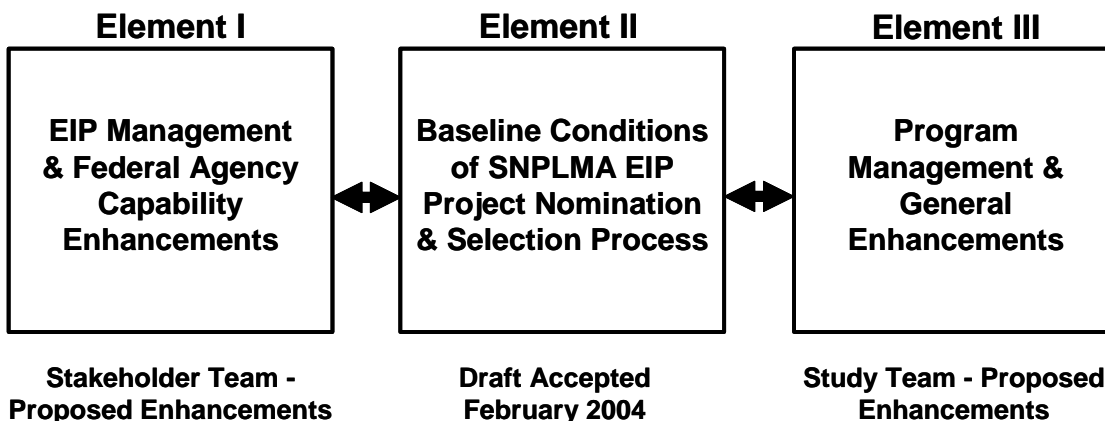 Element I
EIP Management
& Federal Agency
Capability
Enhancements
Stakeholder Team -
Proposed Enhancements
Element II
Baseline Conditions
of SNPLMA EIP
Project Nomination
& Selection Process
Draft Accepted
February 2004
Element III
Program
Management &
General
Enhancements
Study Team - Proposed
Enhancements